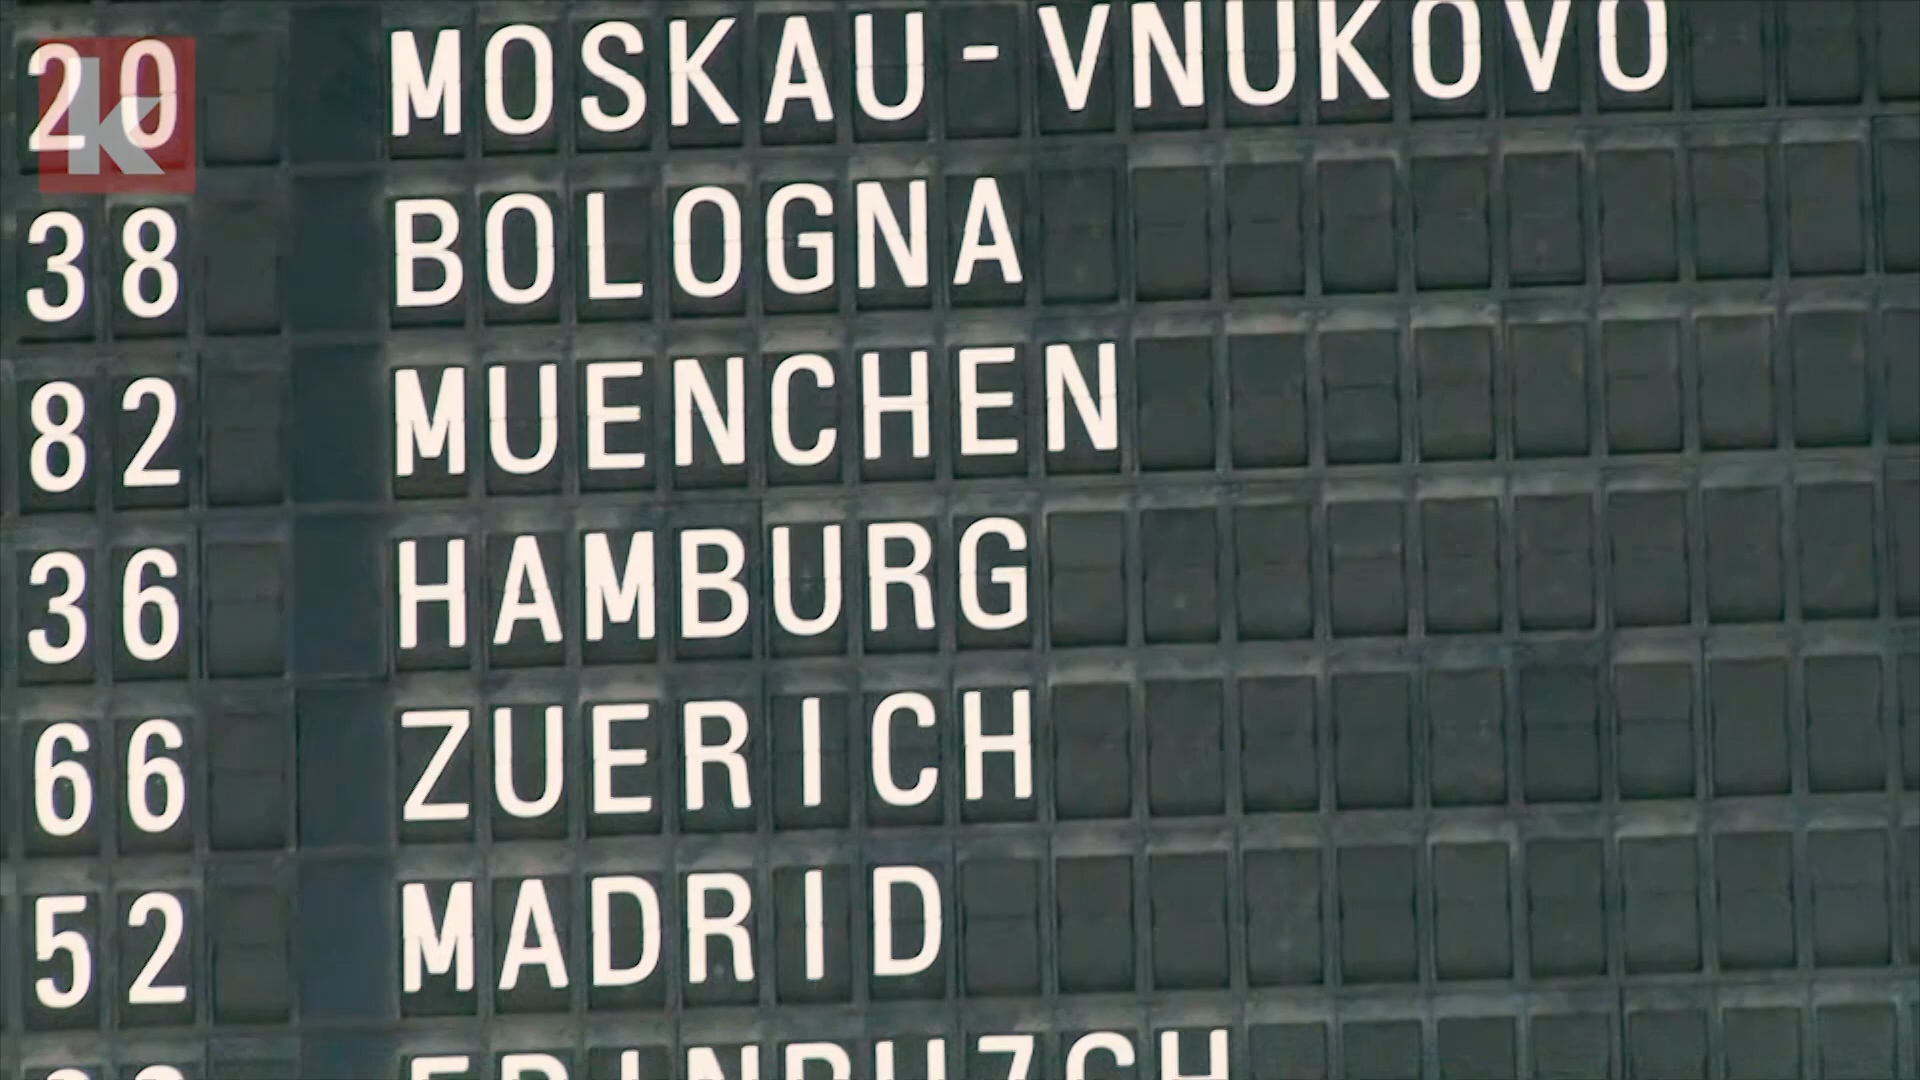 20 MOSKAU-VNUKOVO
38 BOLOGNA
82 MUENCHEN
36 HAMBURG
66 ZUERICH
52 MADRID
k